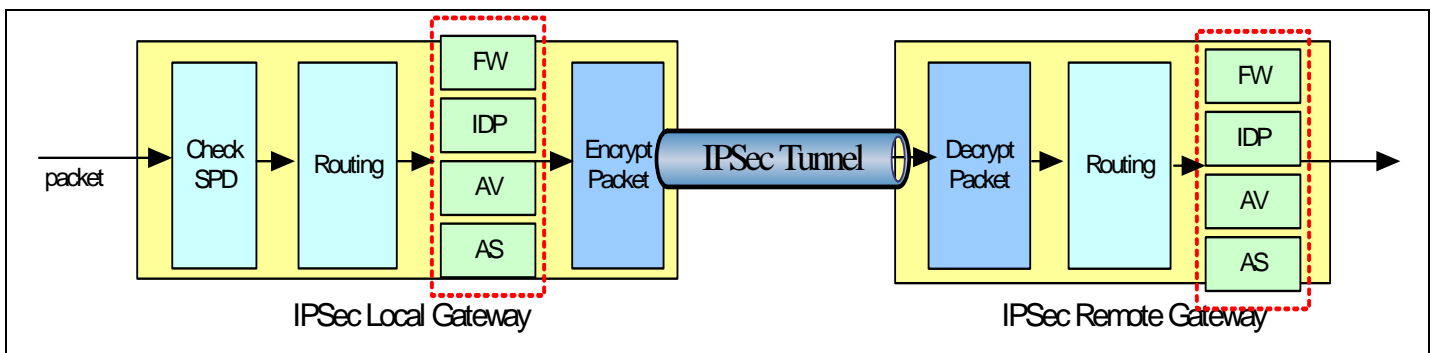 packet
Check
SPD
Routing
FW
IDP
AV
AS
Encrypt
Packet
IPSec Tunnel
Decrypt
Packet
Routing
FW
IDP
AV
AS
IPSec Local Gateway
IPSec Remote Gateway